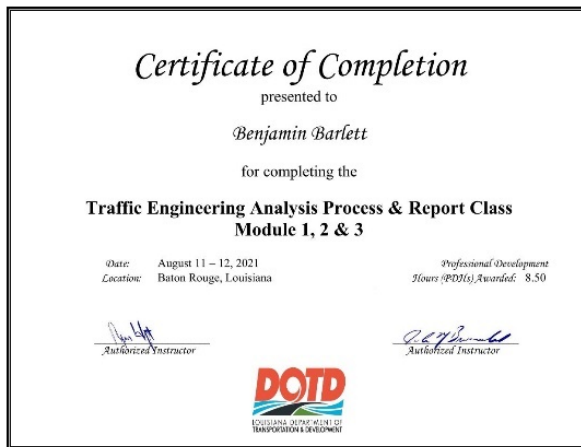 Certificate of Completion
presented to
Benjamin Barlett
for completing the
Traffic Engineering Analysis Process & Report Class
Module 1, 2 & 3
Date: August 11 – 12, 2021
Location: Baton Rouge, Louisiana
Professional Development
Hours (PDHs) Awarded: 8.50
Authorized Instructor
Authorized Instructor
DOTD
LOUISIANA DEPARTMENT OF
TRANSPORTATION & DEVELOPMENT